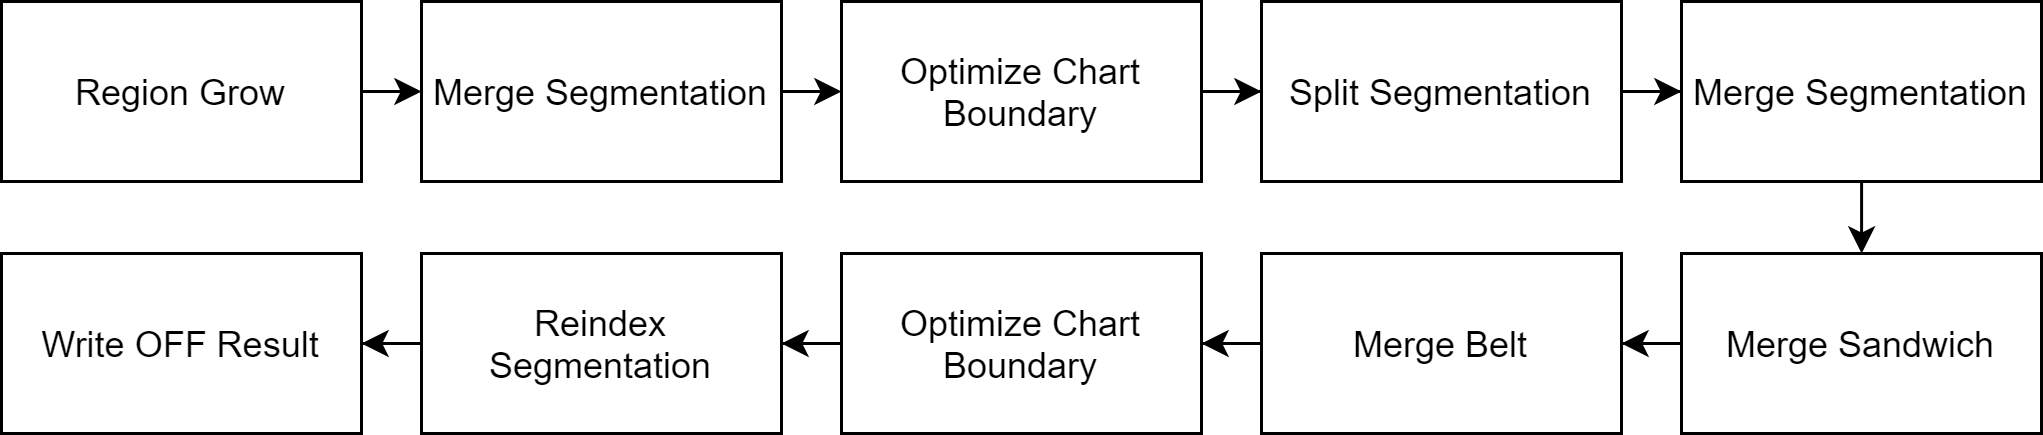 Region Grow
Merge Segmentation
Optimize Chart
Boundary
Split Segmentation
Merge Segmentation
Merge Sandwich
Merge Belt
Optimize Chart
Boundary
Reindex
Segmentation
Write OFF Result